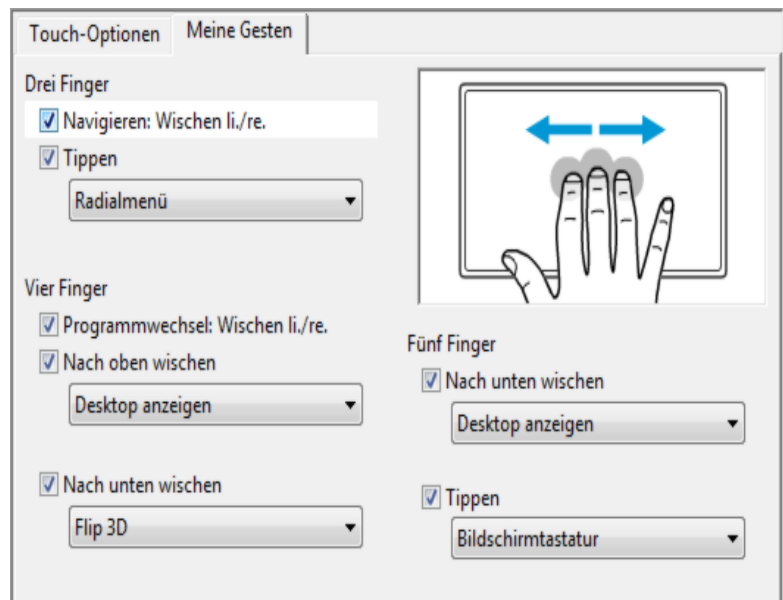 Touch-Optionen
Meine Gesten
Drei Finger
Navigieren: Wischen li./re.
Tippen
Radialmenü
Vier Finger
Programmwechsel: Wischen li./re.
Nach oben wischen
Desktop anzeigen
Nach unten wischen
Flip 3D
Fünf Finger
Nach unten wischen
Desktop anzeigen
Tippen
Bildschirmtastatur